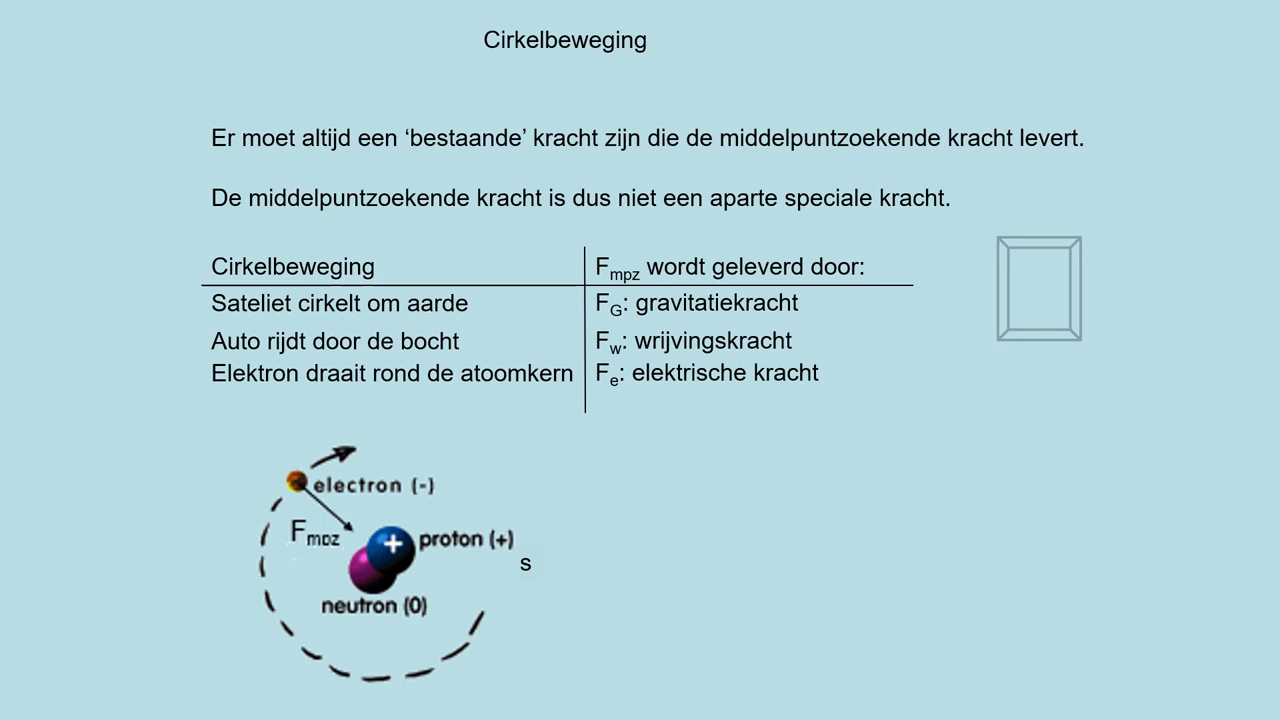 Cirkelbeweging
Er moet altijd een ‘bestaande’ kracht zijn die de middelpuntzoekende kracht levert.
De middelpuntzoekende kracht is dus niet een aparte speciale kracht.
Cirkelbeweging Fmpz wordt geleverd door:
Sateliet cirkelt om aarde FG: gravitatiekracht
Auto rijdt door de bocht Fw: wrijvingskracht
Elektron draait rond de atoomkern Fe: elektrische kracht
electron (-)
Fmpz
+
proton (+)
s
neutron (0)